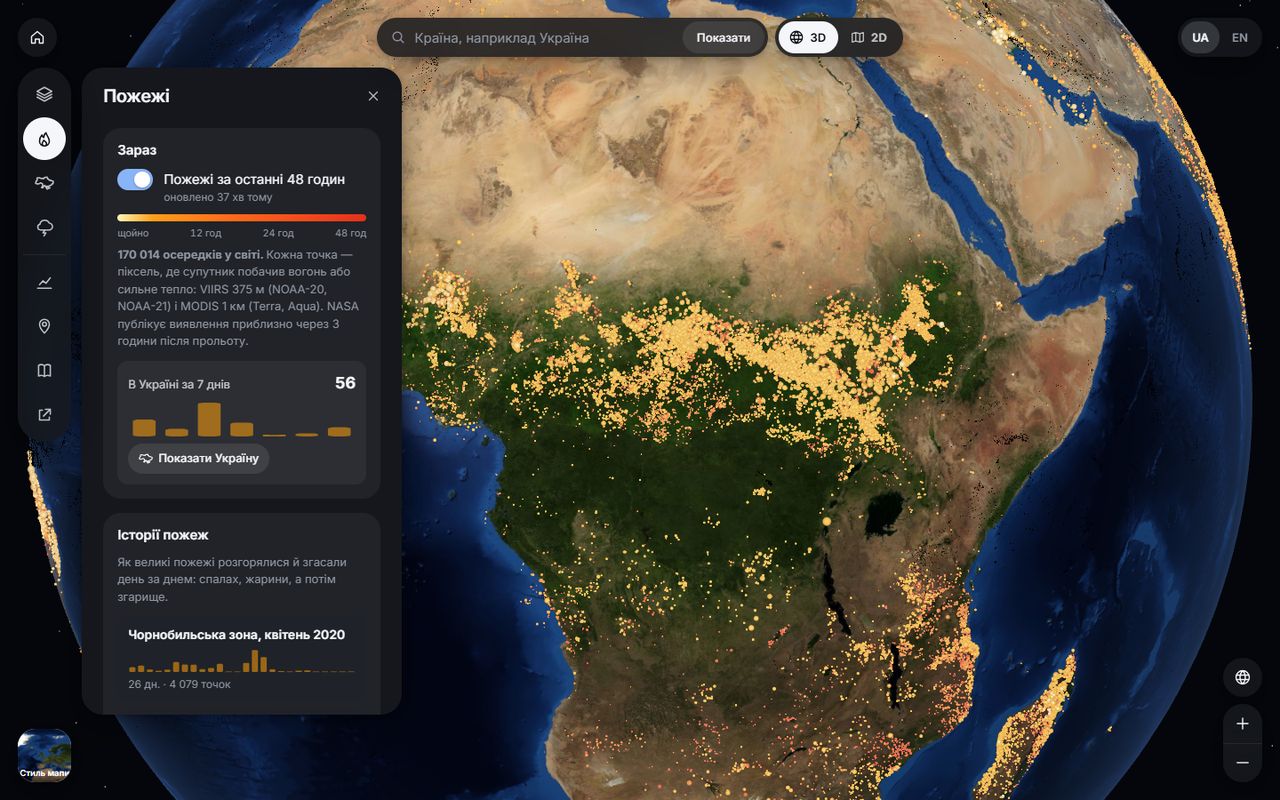 Країна, наприклад Україна
Показати
3D
2D
UA
EN
Пожежі
Зараз
Пожежі за останні 48 годин
оновлено 37 хв тому
щойно 12 год 24 год 48 год
170 014 осередків у світі. Кожна точка —
піксель, де супутник побачив вогонь або
сильне тепло: VIIRS 375 м (NOAA-20,
NOAA-21) і MODIS 1 км (Terra, Aqua). NASA
публікує виявлення приблизно через 3
години після прольоту.
В Україні за 7 днів 56
Показати Україну
Історії пожеж
Як великі пожежі розгорялися й згасали
день за днем: спалах, жарини, а потім
згарище.
Чорнобильська зона, квітень 2020
26 дн. · 4 079 точок
Стиль мапи